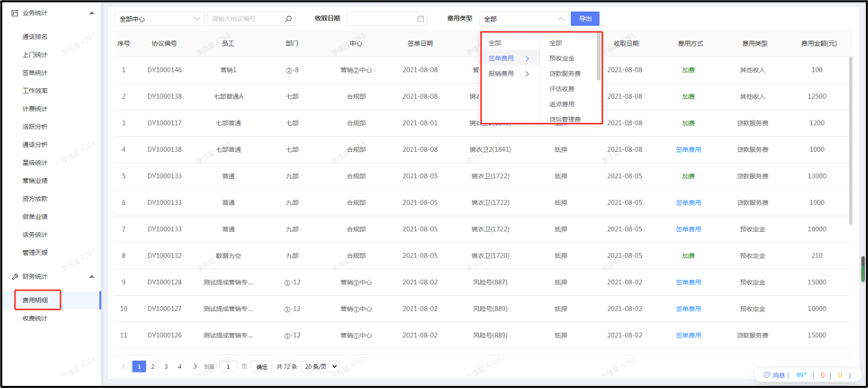 业务统计
通话排名
上门统计
签单统计
工作效率
计费统计
活跃分析
通话分析
星级统计
营销业绩
资方放款
做单业绩
话务统计
管理天眼
财务统计
费用明细
收费统计
全部中心 请输入协议编号 收取日期 费用类型 全部 导出
序号 协议编号 员工 部门 中心 签单日期 收取日期 费用方式 费用类型 费用金额(元)
全部 全部
签单费用 预收定金
报销费用 贷款服务费
评估收费
返点费用
贷后管理费
1 DY1000146 营销1 ②-8 营销②中心 2021-08-08 2021-08-08 加费 其他收入 100
2 DY1000138 七部普通A 七部 合规部 2021-08-08 2021-08-08 加费 其他收入 12500
3 DY1000117 七部普通 七部 合规部 2021-08-01 2021-08-08 加费 贷款服务费 1200
4 DY1000138 七部普通 七部 合规部 2021-08-08 锦衣卫2(1841) 抵押 2021-08-08 签单费用 贷款服务费 1000
5 DY1000133 普通 九部 合规部 2021-08-05 锦衣卫(1722) 抵押 2021-08-05 加费 贷款服务费 13000
6 DY1000133 普通 九部 合规部 2021-08-05 锦衣卫(1722) 抵押 2021-08-05 签单费用 贷款服务费 1000
7 DY1000133 普通 九部 合规部 2021-08-05 锦衣卫(1722) 抵押 2021-08-05 签单费用 预收定金 10000
8 DY1000132 数据为空 九部 合规部 2021-08-05 锦衣卫(1720) 抵押 2021-08-05 加费 预收定金 210
9 DY1000128 测试提成营销专... ①-12 营销①中心 2021-08-02 风险号(887) 抵押 2021-08-02 签单费用 预收定金 15000
10 DY1000127 测试提成营销专... ①-12 营销①中心 2021-08-02 风险号(889) 抵押 2021-08-02 签单费用 预收定金 10000
11 DY1000126 测试提成营销专... ①-12 营销①中心 2021-08-02 风险号(889) 抵押 2021-08-02 签单费用 贷款服务费 15000
1 2 3 4 到第 1 页 确定 共 72 条 20 条/页
消息 ( 99+ | 0 | 0 )